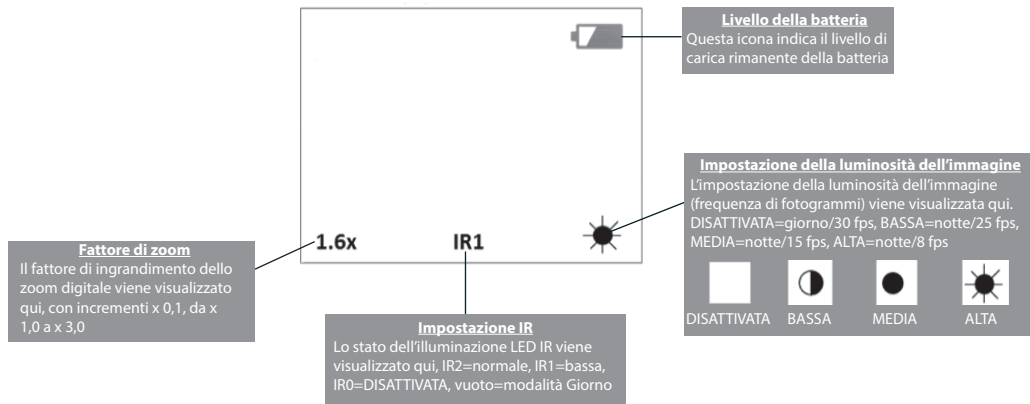 Livello della batteria
Questa icona indica il livello di
carica rimanente della batteria
Impostazione della luminosità dell'immagine
L'impostazione della luminosità dell'immagine
(frequenza di fotogrammi) viene visualizzata qui.
DISATTIVATA=giorno/30 fps, BASSA=notte/25 fps,
MEDIA=notte/15 fps, ALTA=notte/8 fps
DISATTIVATA BASSA MEDIA ALTA
1.6x IR1
Fattore di zoom
Il fattore di ingrandimento dello
zoom digitale viene visualizzato
qui, con incrementi x 0,1, da x
1,0 a x 3,0
Impostazione IR
Lo stato dell'illuminazione LED IR viene
visualizzato qui, IR2=normale, IR1=bassa,
IR0=DISATTIVATA, vuoto=modalità Giorno